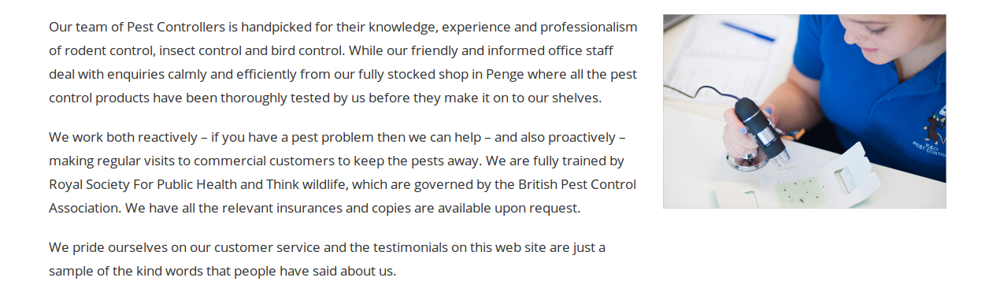 Our team of Pest Controllers is handpicked for their knowledge, experience and professionalism
of rodent control, insect control and bird control. While our friendly and informed office staff
deal with enquiries calmly and efficiently from our fully stocked shop in Penge where all the pest
control products have been thoroughly tested by us before they make it on to our shelves.
We work both reactively – if you have a pest problem then we can help – and also proactively –
making regular visits to commercial customers to keep the pests away. We are fully trained by
Royal Society For Public Health and Think wildlife, which are governed by the British Pest Control
Association. We have all the relevant insurances and copies are available upon request.
We pride ourselves on our customer service and the testimonials on this web site are just a
sample of the kind words that people have said about us.
PEST